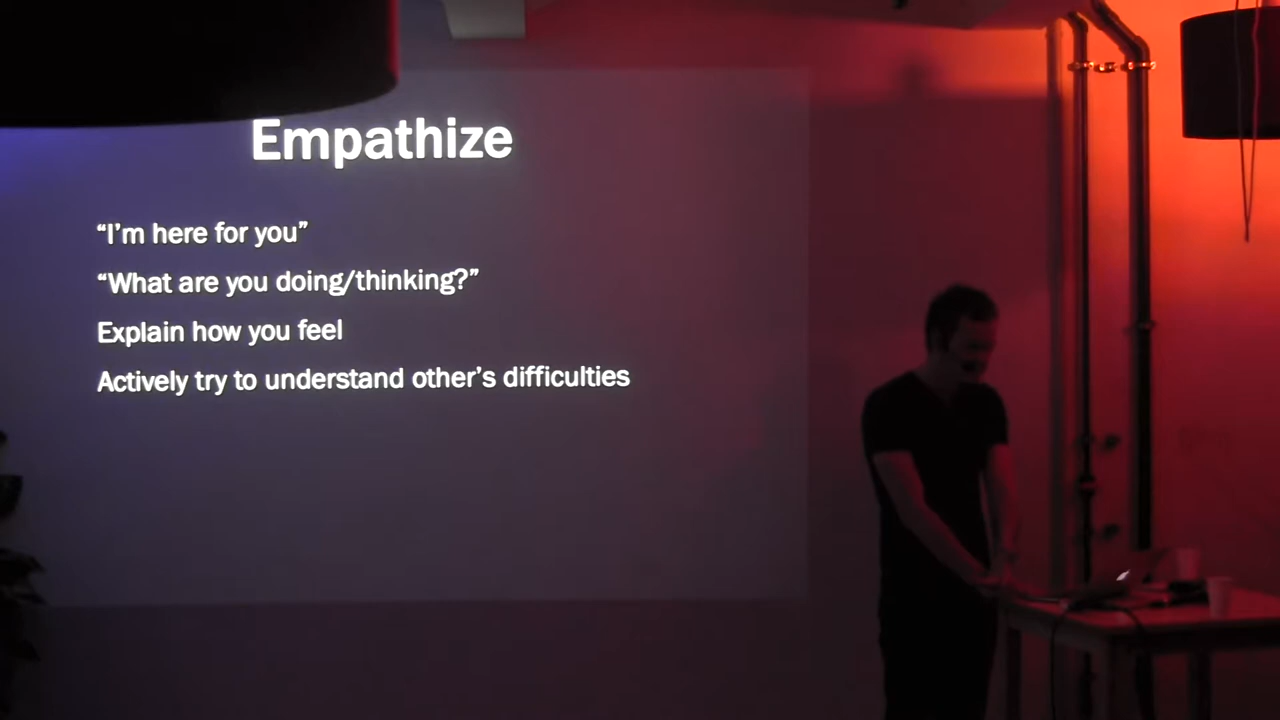 Empathize
“I’m here for you”
“What are you doing/thinking?”
Explain how you feel
Actively try to understand other’s difficulties